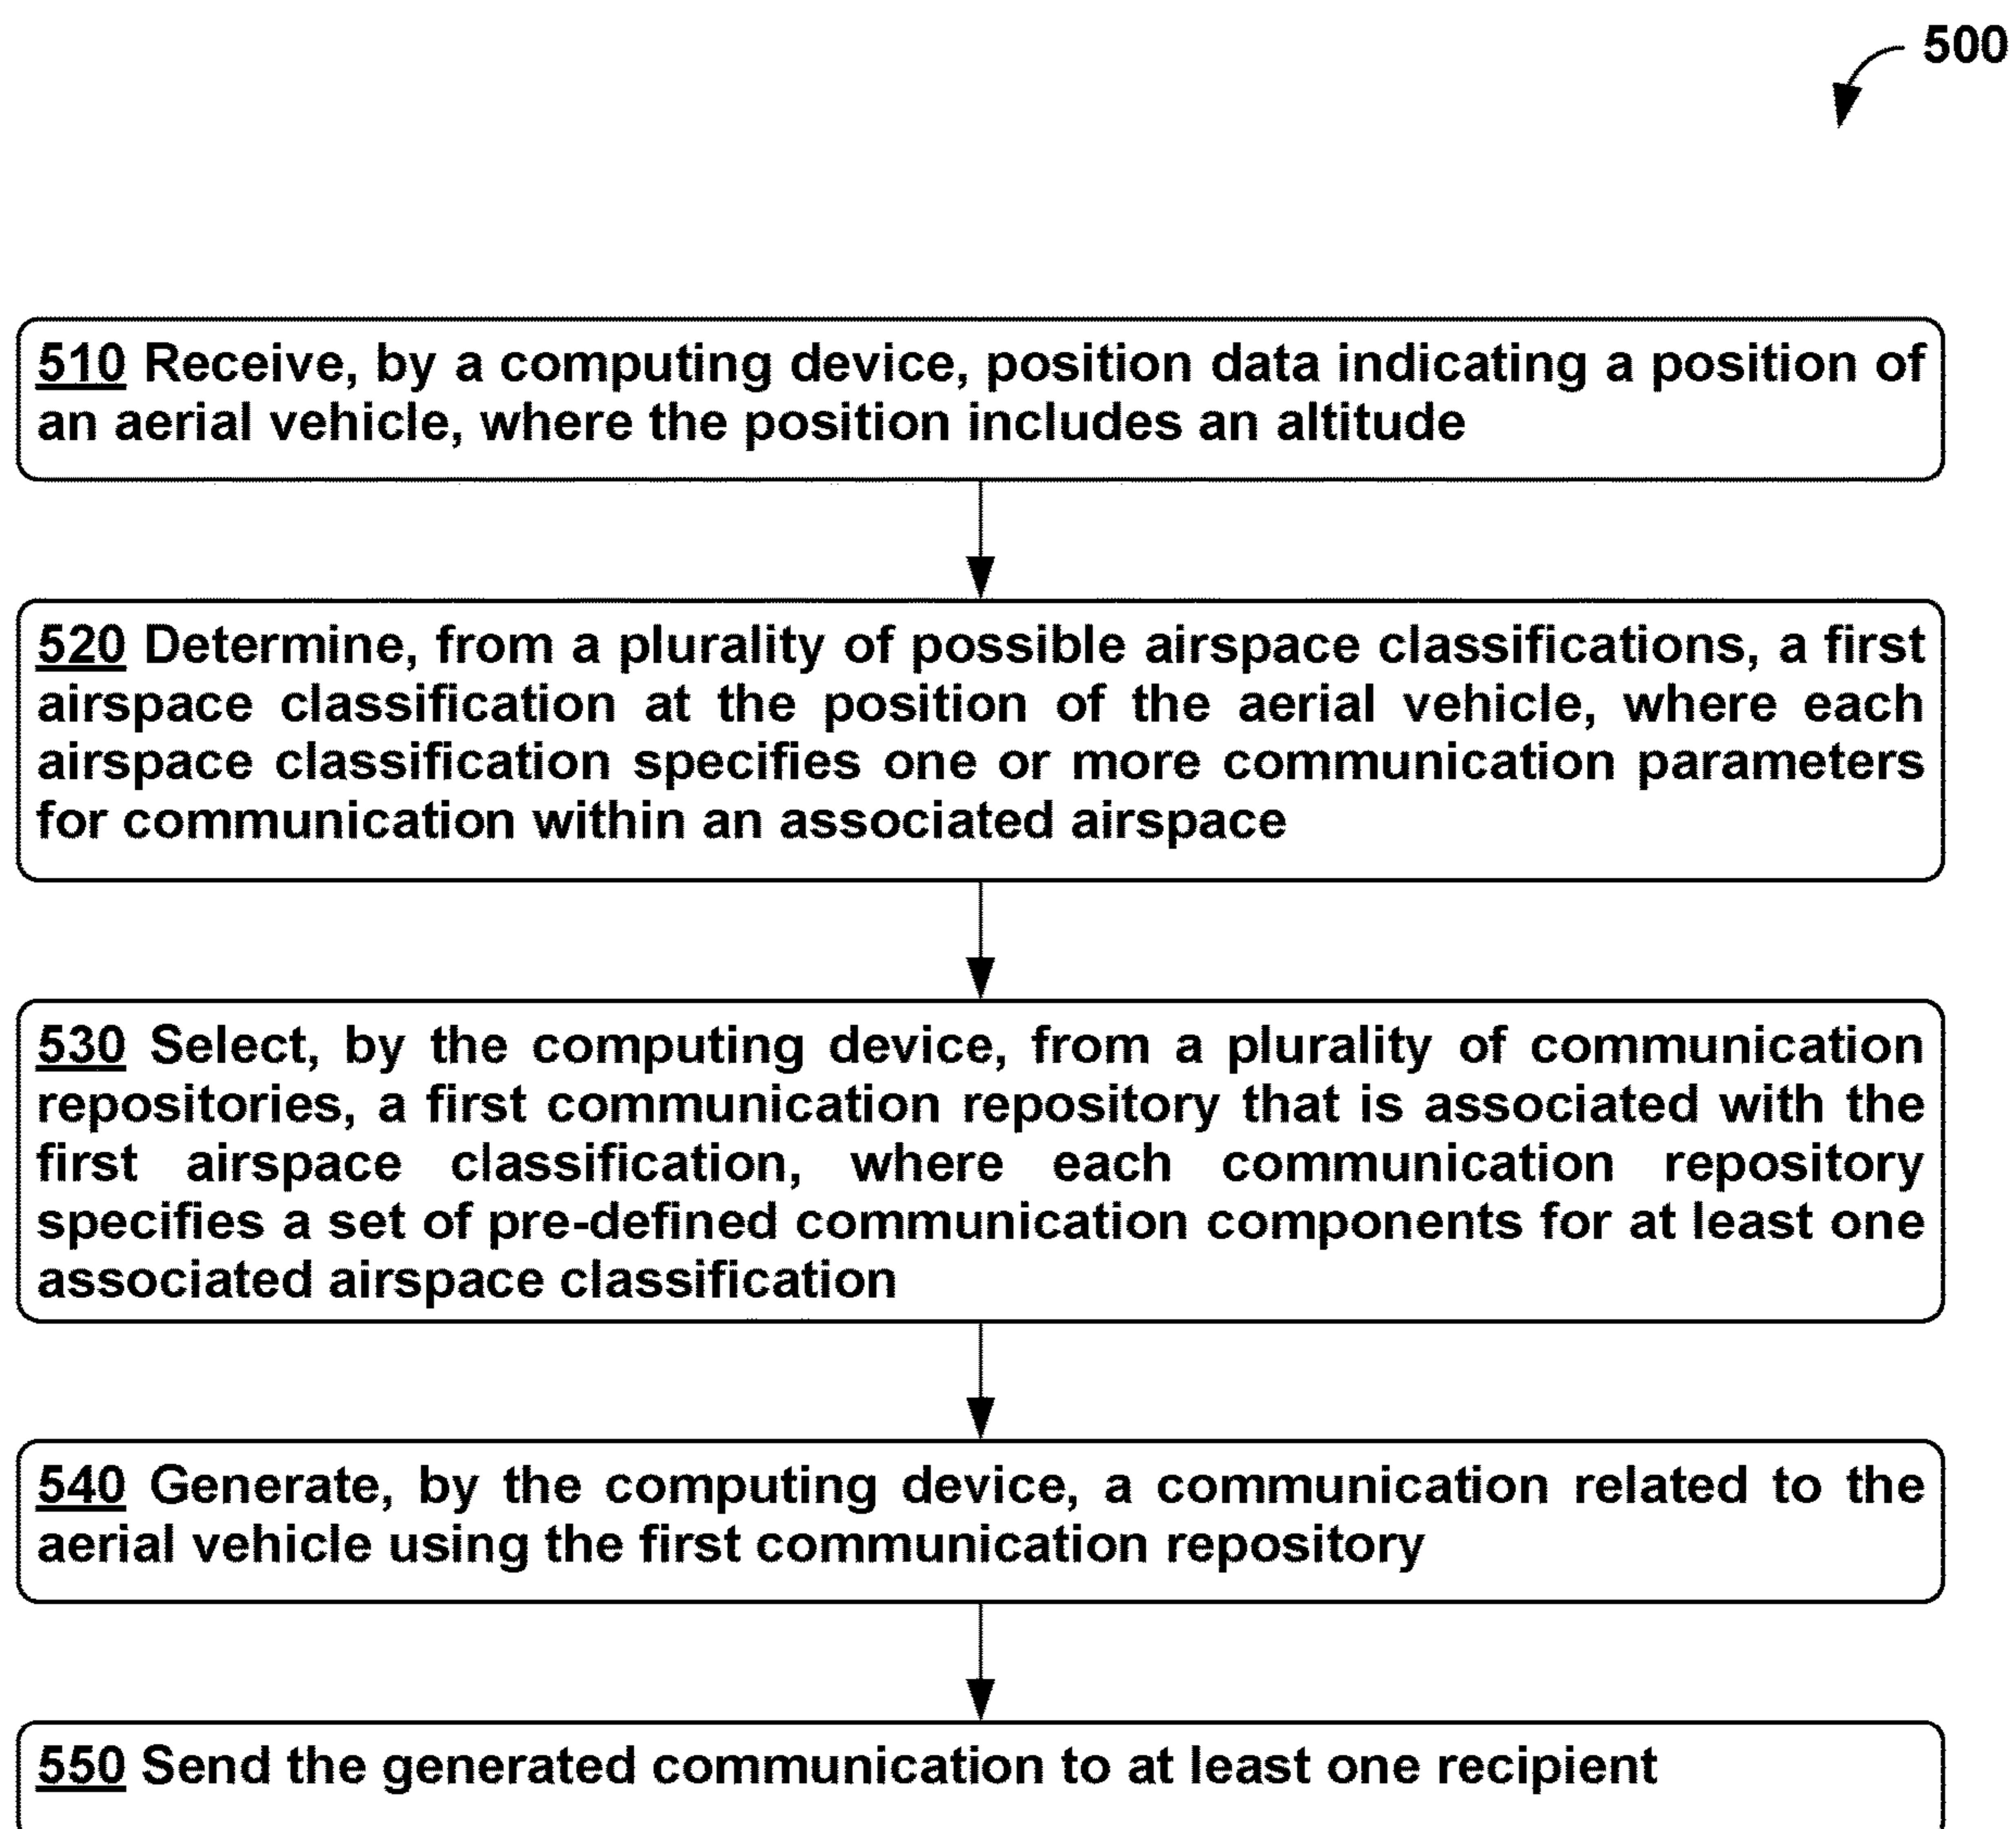 500
510 Receive, by a computing device, position data indicating a position of
an aerial vehicle, where the position includes an altitude
520 Determine, from a plurality of possible airspace classifications, a first
airspace classification at the position of the aerial vehicle, where each
airspace classification specifies one or more communication parameters
for communication within an associated airspace
530 Select, by the computing device, from a plurality of communication
repositories, a first communication repository that is associated with the
first airspace classification, where each communication repository
specifies a set of pre-defined communication components for at least one
associated airspace classification
540 Generate, by the computing device, a communication related to the
aerial vehicle using the first communication repository
550 Send the generated communication to at least one recipient